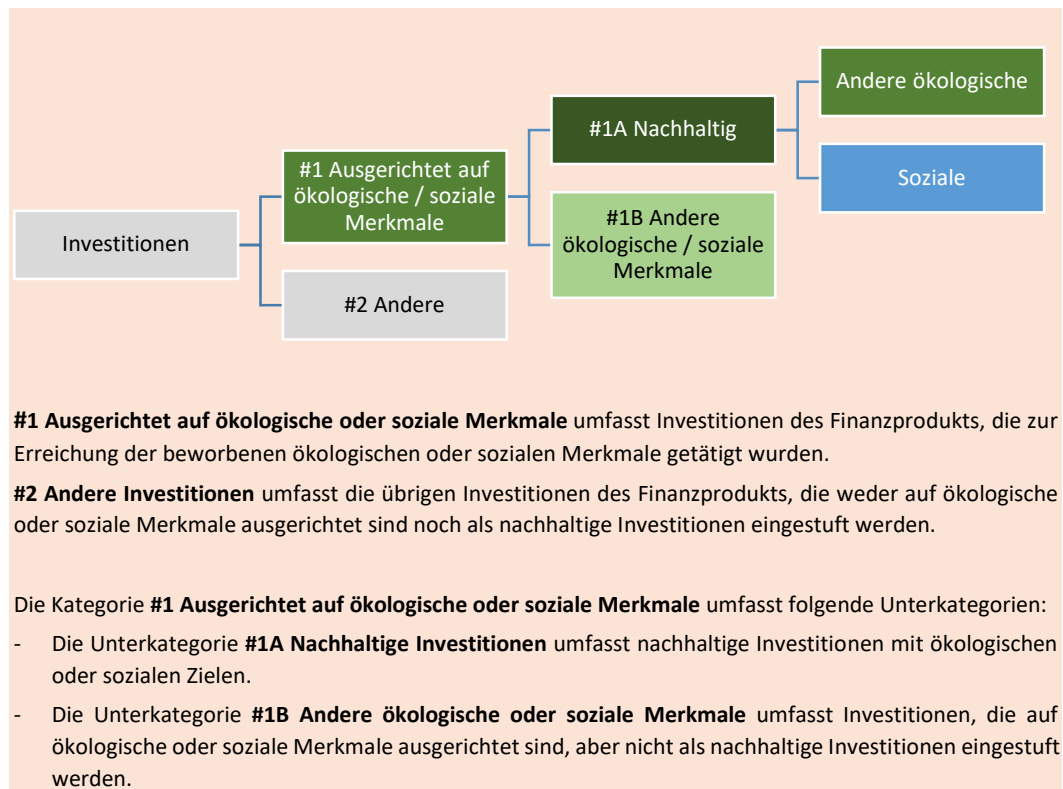 Andere ökologische
#1A Nachhaltig
#1 Ausgerichtet auf
ökologische / soziale
Merkmale
Soziale
#1B Andere
ökologische / soziale
Merkmale
Investitionen
#2 Andere
#1 Ausgerichtet auf ökologische oder soziale Merkmale umfasst Investitionen des Finanzprodukts, die zur
Erreichung der beworbenen ökologischen oder sozialen Merkmale getätigt wurden.
#2 Andere Investitionen umfasst die übrigen Investitionen des Finanzprodukts, die weder auf ökologische
oder soziale Merkmale ausgerichtet sind noch als nachhaltige Investitionen eingestuft werden.
Die Kategorie #1 Ausgerichtet auf ökologische oder soziale Merkmale umfasst folgende Unterkategorien:
- Die Unterkategorie #1A Nachhaltige Investitionen umfasst nachhaltige Investitionen mit ökologischen
oder sozialen Zielen.
- Die Unterkategorie #1B Andere ökologische oder soziale Merkmale umfasst Investitionen, die auf
ökologische oder soziale Merkmale ausgerichtet sind, aber nicht als nachhaltige Investitionen eingestuft
werden.